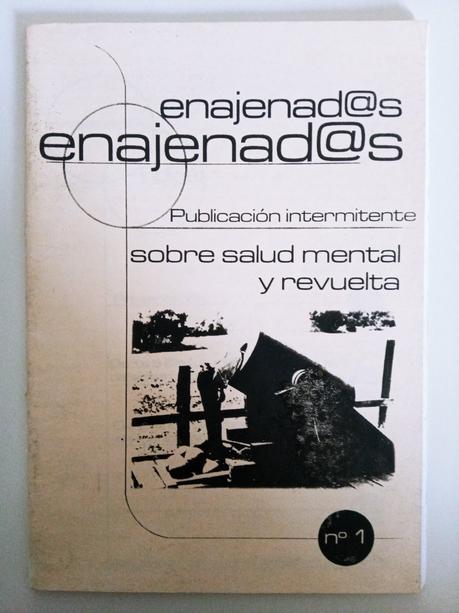 enajenad@s
enajenad@s
Publicación intermitente
sobre salud mental
y revuelta
nº 1